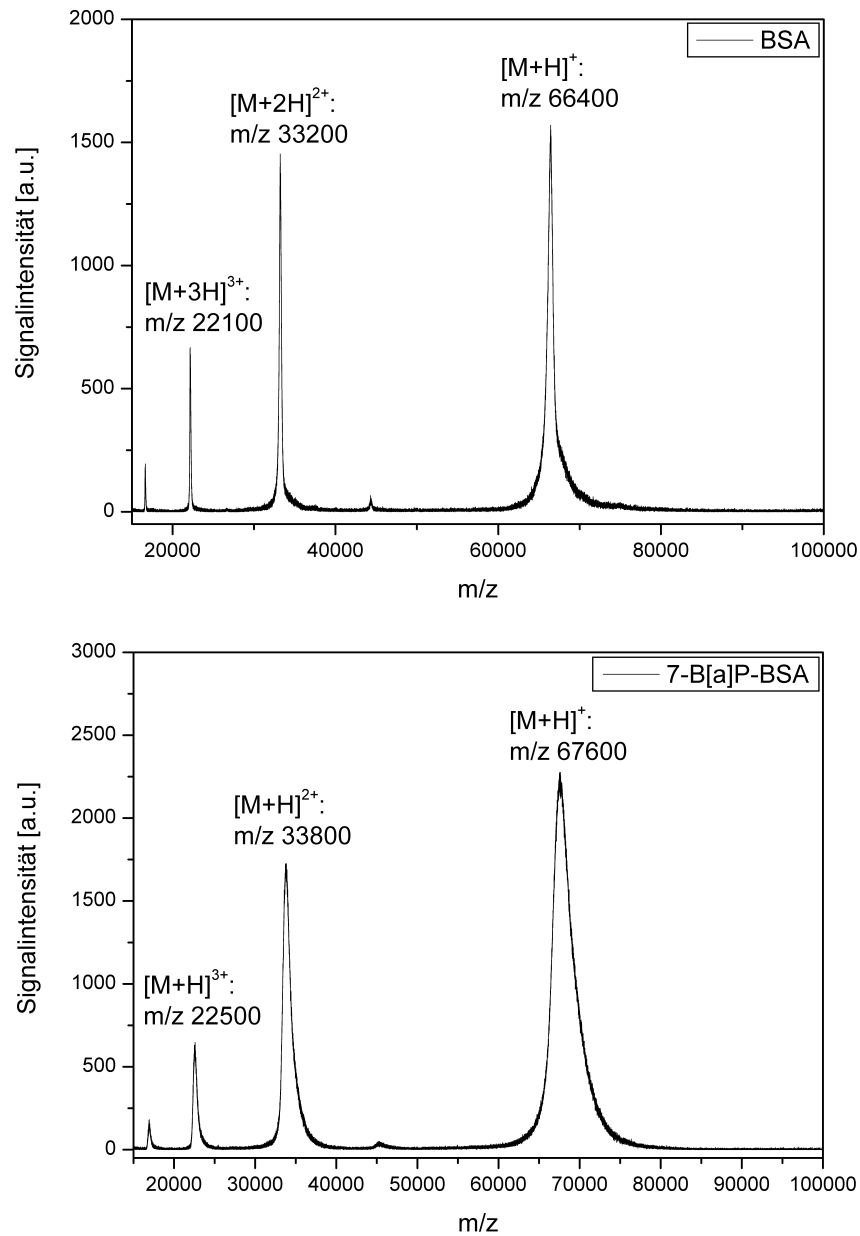 2000
BSA
[M+H]⁺:
m/z 66400
[M+2H]²⁺:
m/z 33200
1500
1000
[M+3H]³⁺:
m/z 22100
500
0
Signalintensität [a.u.]
20000 40000 60000 80000 100000
m/z
3000
7-B[a]P-BSA
[M+H]⁺:
m/z 67600
2500
[M+H]²⁺:
m/z 33800
2000
1500
1000
[M+H]³⁺:
m/z 22500
500
0
Signalintensität [a.u.]
20000 30000 40000 50000 60000 70000 80000 90000 100000
m/z